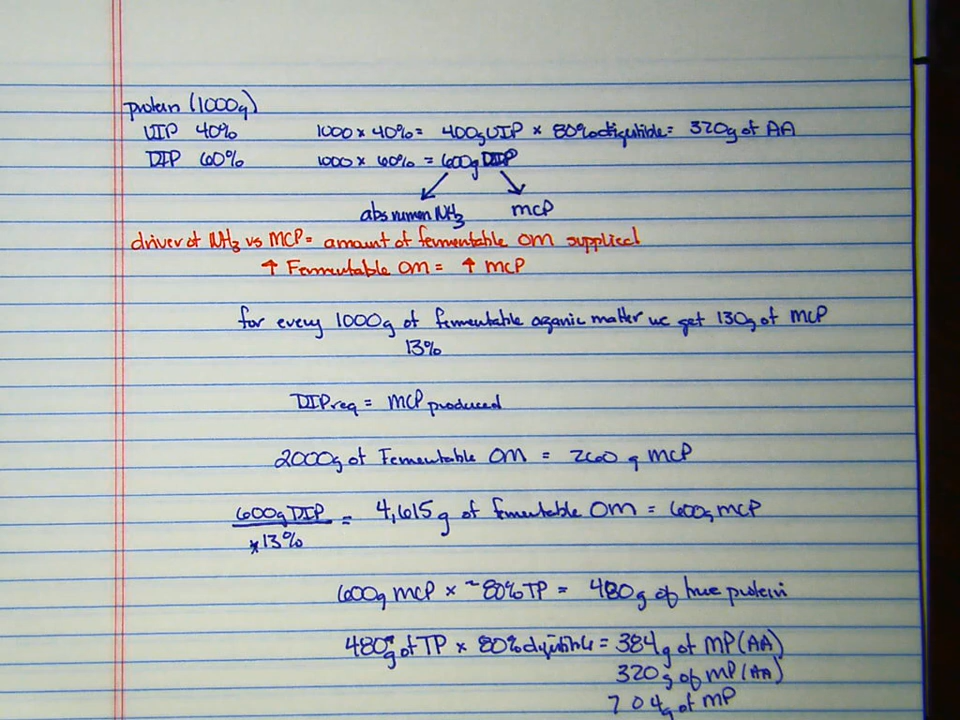 protein (1000g)
UIP 40% 1000 x 40% = 400g UIP x 80% digestible = 320g of AA
DIP 60% 1000 x 60% = 600g DIP
abs rumen NH3 mCP
driver of NH3 vs MCP = amount of fermentable OM supplied
↑ Fermentable OM = ↑ mCP
for every 1000g of fermentable organic matter we get 130g of MCP
13%
DIP req = MCP produced
2000g of Fermentable OM = 260 g mCP
600g DIP = 4,615 g of fermentable OM = 600g mCP
x 13%
600g mCP x ~80% TP = 480g of true protein
480g of TP x 80% digestible = 384g of MP (AA)
320g of MP (AA)
704g of MP